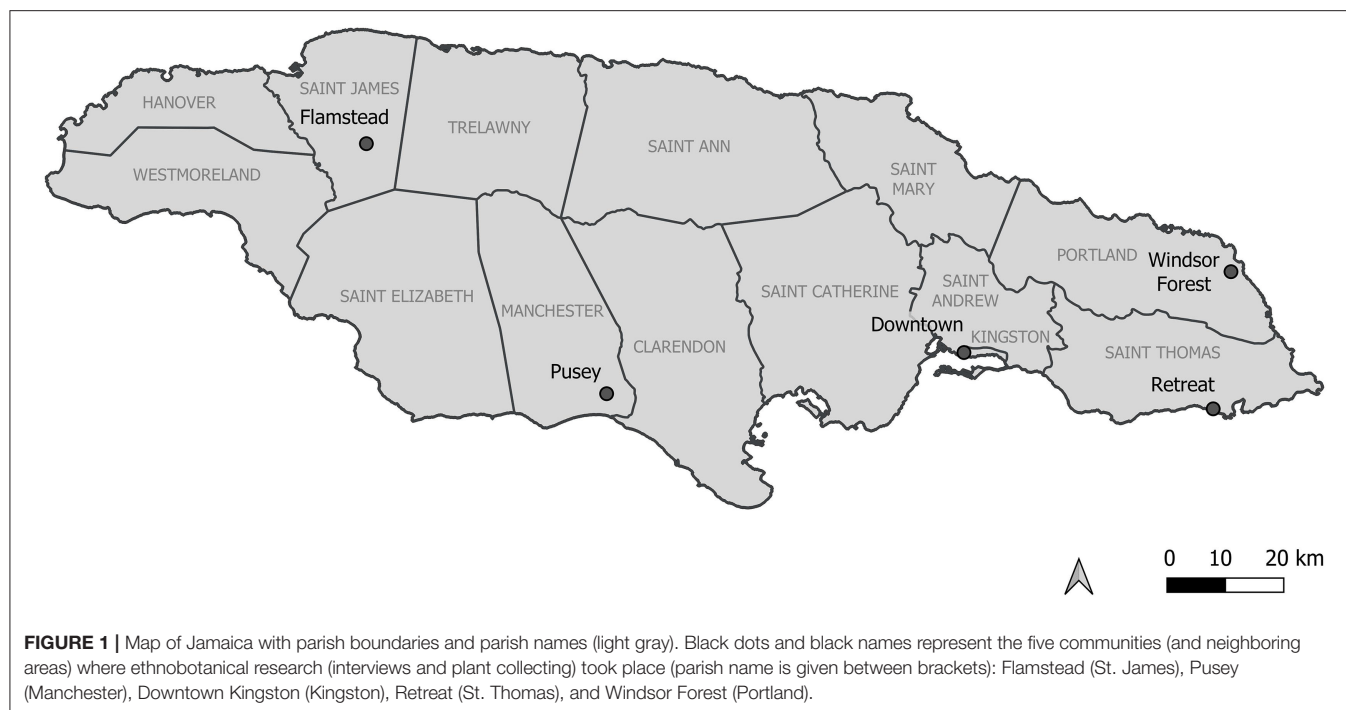 HANOVER
SAINT JAMES
Flamstead
TRELAWNY
SAINT ANN
WESTMORELAND
SAINT
MARY
SAINT ELIZABETH
MANCHESTER
Pusey
CLARENDON
SAINT CATHERINE
SAINT
ANDREW
Downtown
KINGSTON
PORTLAND
Windsor
Forest
SAINT THOMAS
Retreat
0 10 20 km
FIGURE 1 | Map of Jamaica with parish boundaries and parish names (light gray). Black dots and black names represent the five communities (and neighboring
areas) where ethnobotanical research (interviews and plant collecting) took place (parish name is given between brackets): Flamstead (St. James), Pusey
(Manchester), Downtown Kingston (Kingston), Retreat (St. Thomas), and Windsor Forest (Portland).